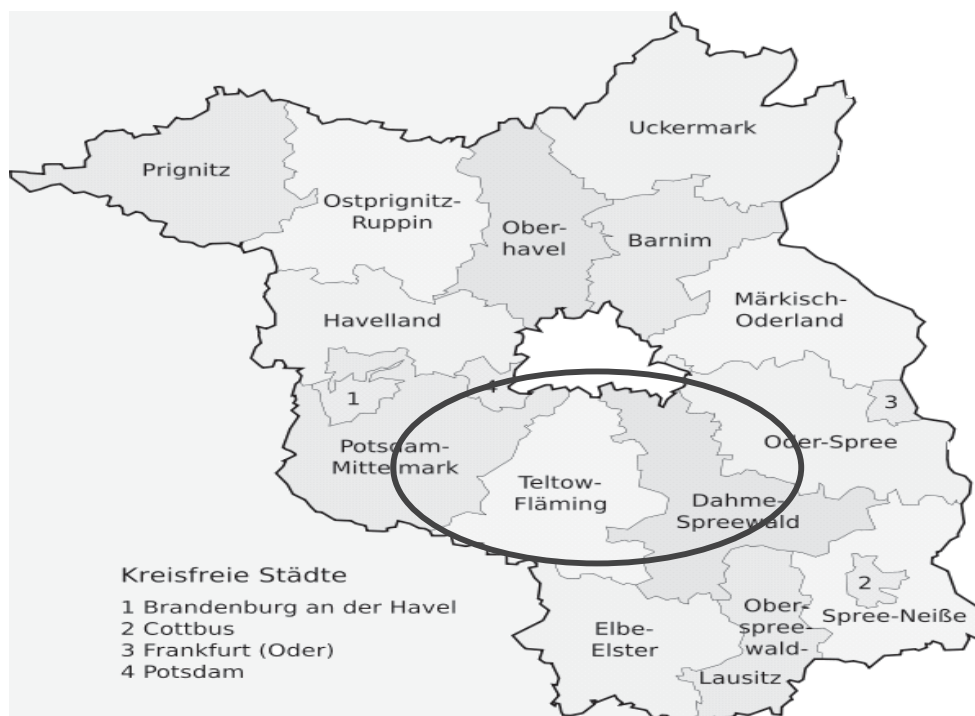 Uckermark
Prignitz
Ostprignitz-
Ruppin
Ober-
havel
Barnim
Märkisch-
Oderland
Havelland
4
1
3
Potsdam-
Mittelmark
Oder-Spree
Teltow-
Fläming
Dahme-
Spreewald
Kreisfreie Städte
1 Brandenburg an der Havel
2 Cottbus
3 Frankfurt (Oder)
4 Potsdam
2
Elbe-
Elster
Ober-
spree-
wald-
Lausitz
Spree-Neiße